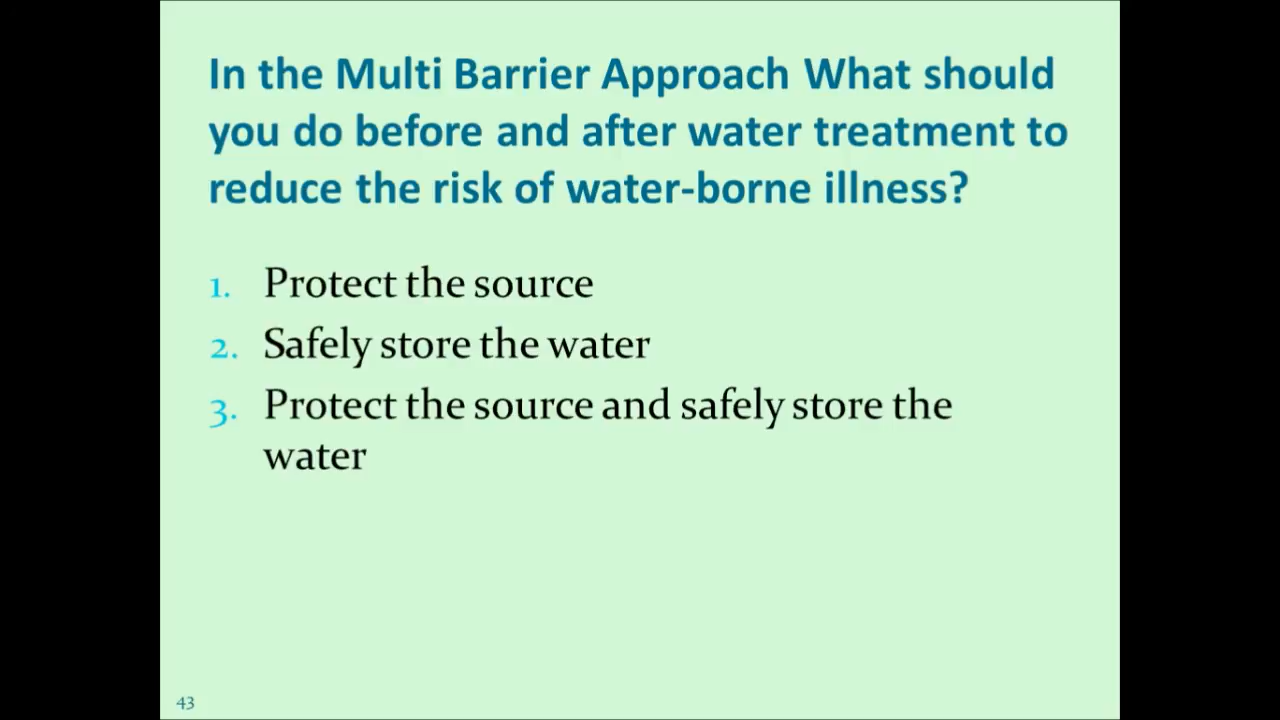 In the Multi Barrier Approach What should
you do before and after water treatment to
reduce the risk of water-borne illness?
1. Protect the source
2. Safely store the water
3. Protect the source and safely store the
water
43